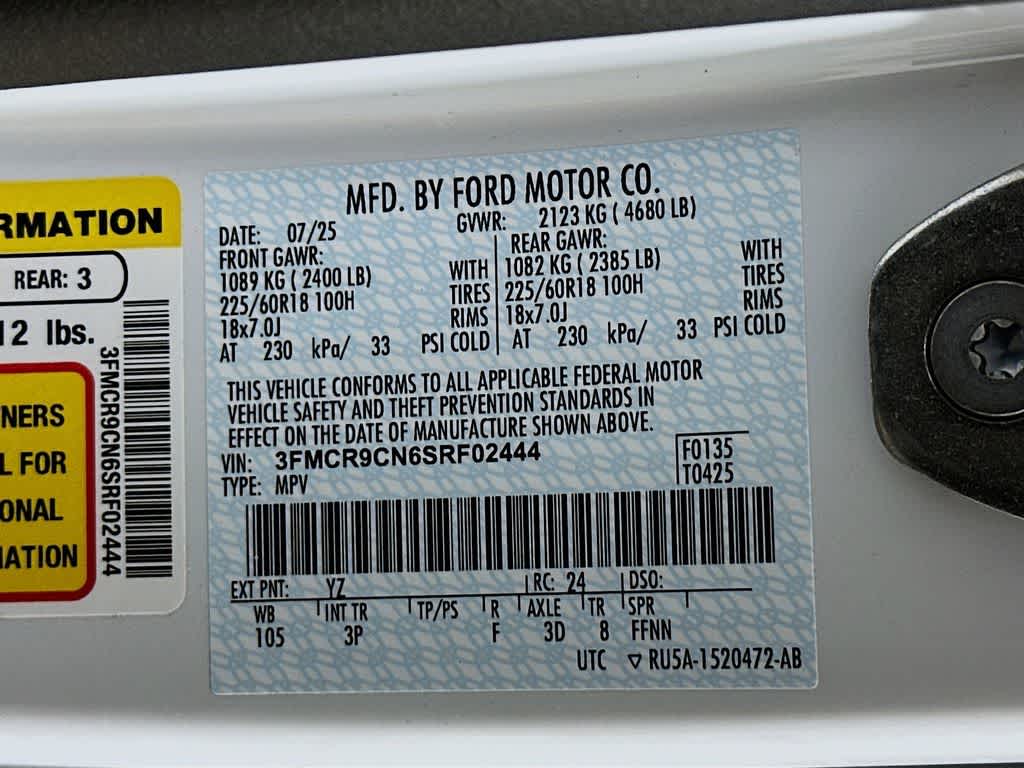 RMATION
REAR: 3
12 lbs.
NERS
L FOR
ONAL
MATION
3FMCR9CN6SRF02444
MFD. BY FORD MOTOR CO.
DATE: 07/25 GVWR: 2123 KG ( 4680 LB)
FRONT GAWR: REAR GAWR:
1089 KG ( 2400 LB) WITH 1082 KG ( 2385 LB) WITH
225/60R18 100H TIRES 225/60R18 100H TIRES
18x7.0J RIMS 18x7.0J RIMS
AT 230 kPa/ 33 PSI COLD AT 230 kPa/ 33 PSI COLD
THIS VEHICLE CONFORMS TO ALL APPLICABLE FEDERAL MOTOR
VEHICLE SAFETY AND THEFT PREVENTION STANDARDS IN
EFFECT ON THE DATE OF MANUFACTURE SHOWN ABOVE.
VIN: 3FMCR9CN6SRF02444 F0135
TYPE: MPV T0425
EXT PNT: YZ RC: 24 DSO:
WB INT TR TP/PS R AXLE TR SPR
105 3P F 3D 8 FFNN
UTC ▽ RU5A-1520472-AB